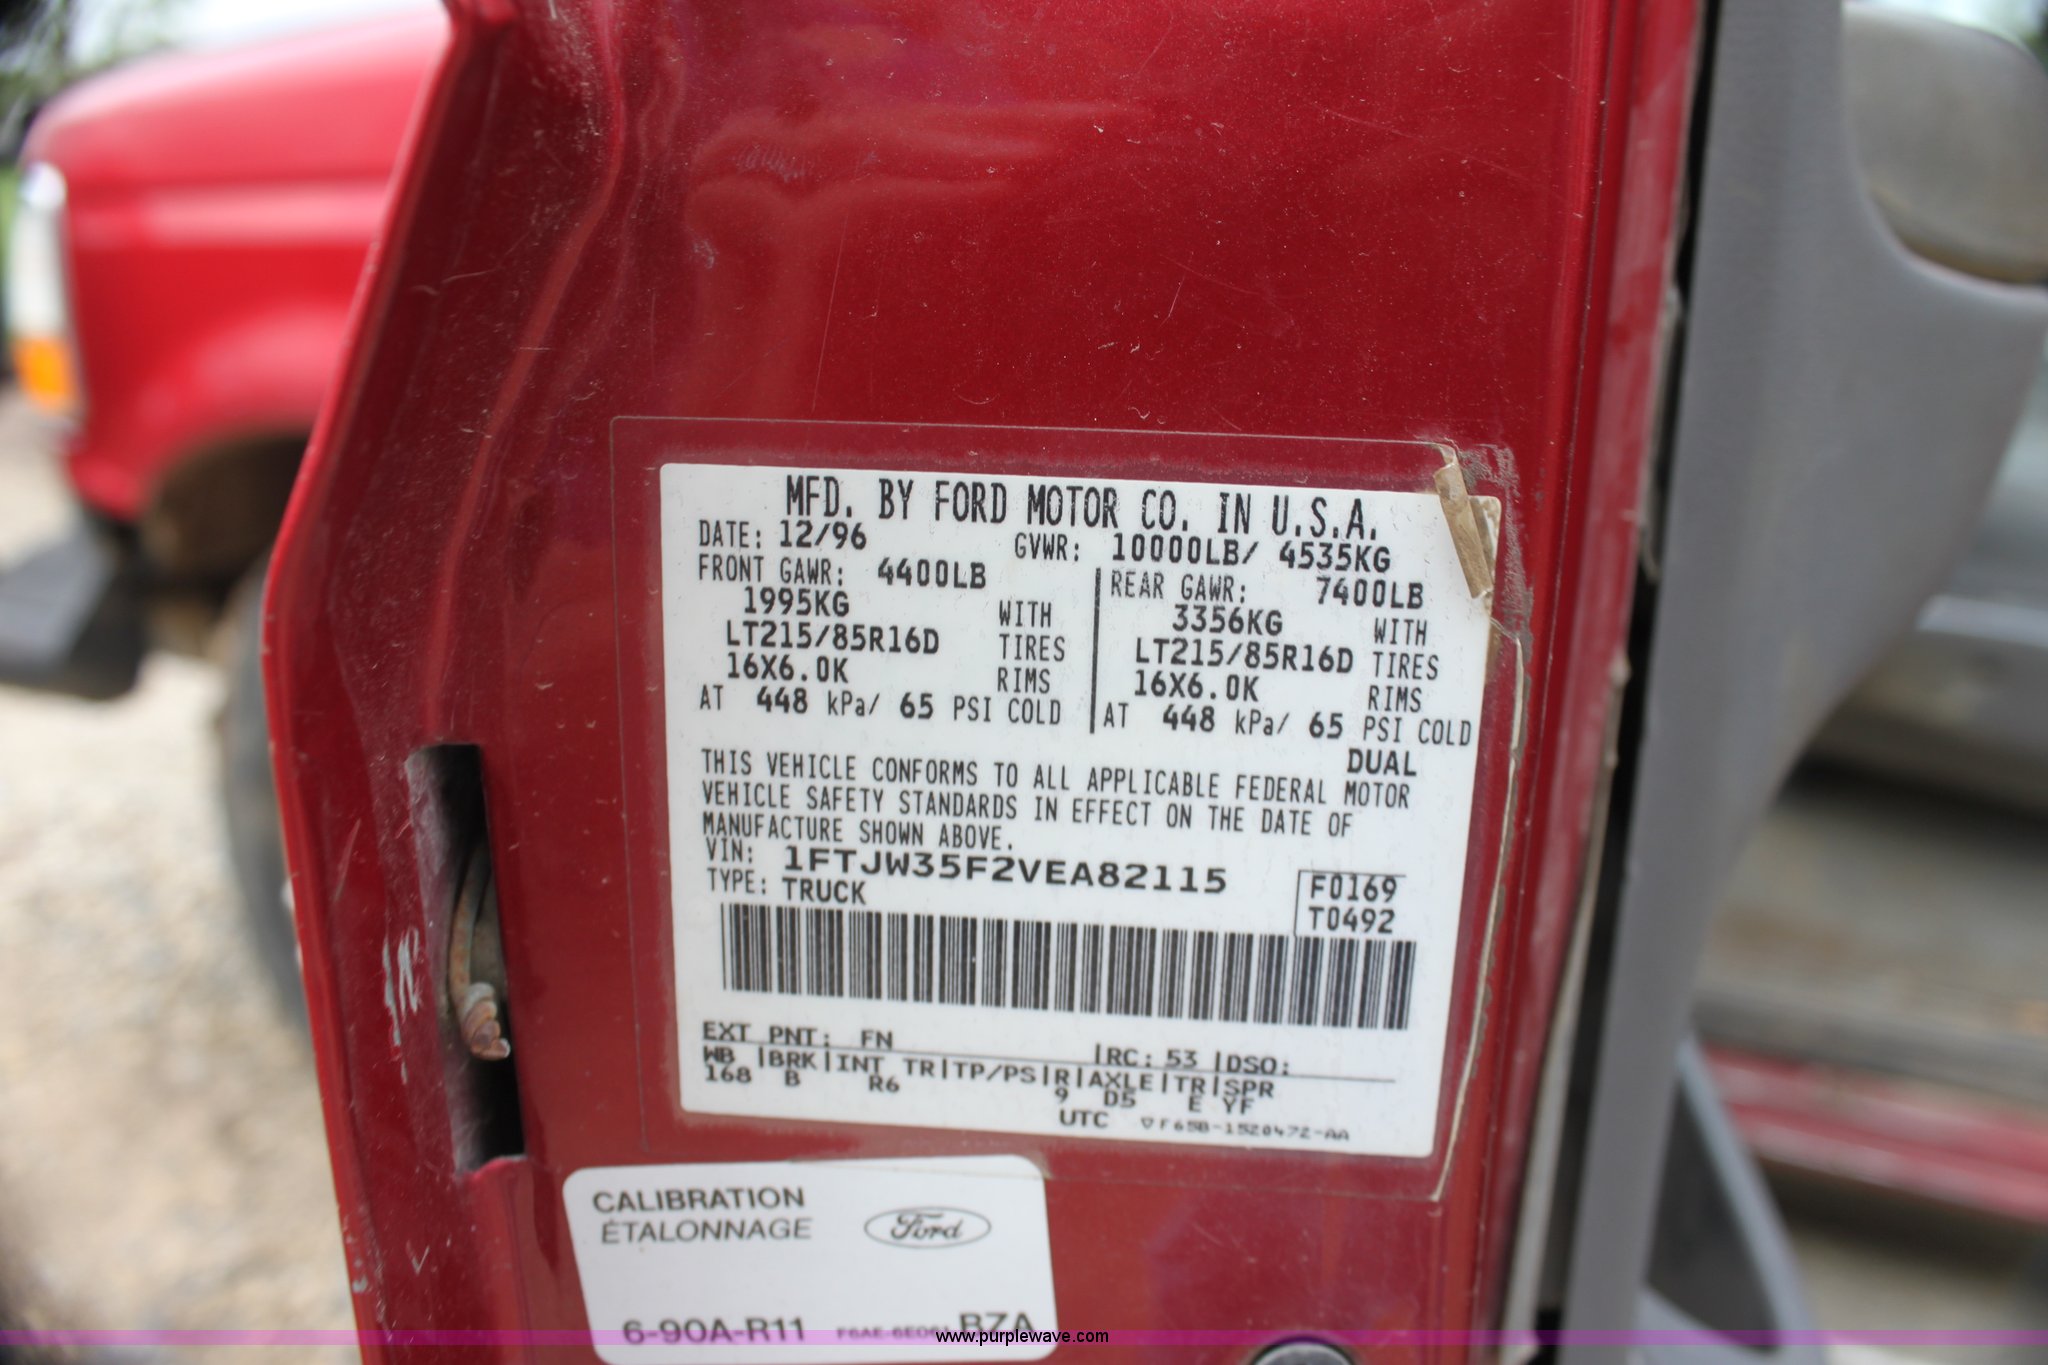 MFD. BY FORD MOTOR CO. IN U.S.A.
DATE: 12/96 GVWR: 10000LB/ 4535KG
FRONT GAWR: 4400LB REAR GAWR: 7400LB
1995KG WITH 3356KG WITH
LT215/85R16D TIRES LT215/85R16D TIRES
16X6.0K RIMS 16X6.0K RIMS
AT 448 kPa/ 65 PSI COLD AT 448 kPa/ 65 PSI COLD
DUAL
THIS VEHICLE CONFORMS TO ALL APPLICABLE FEDERAL MOTOR
VEHICLE SAFETY STANDARDS IN EFFECT ON THE DATE OF
MANUFACTURE SHOWN ABOVE.
VIN: 1FTJW35F2VEA82115 F0169
TYPE: TRUCK T0492
EXT PNT: FN RC: 53 DSO:
WB | BRK | INT TR | TP/PS | R | AXLE | TR | SPR
168 B R6 9 D5 E YF
UTC ▽F65B-1520472-AA
CALIBRATION
ÉTALONNAGE
Ford
6-90A-R11 F6AE-6E061 BZA
www.purplewave.com